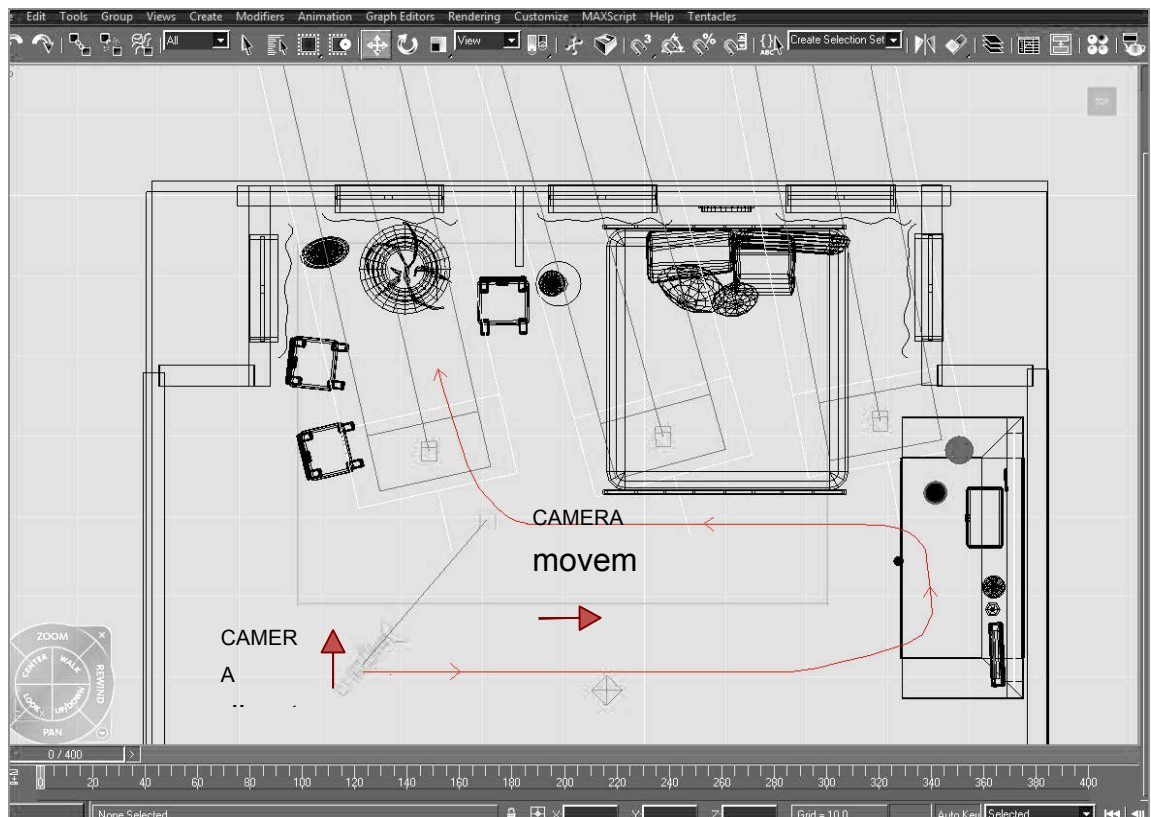 Edit Tools Group Views Create Modifiers Animation Graph Editors Rendering Customize MAXScript Help Tentacles
All View 3 Create Selection Set
TOP
CAMERA
movem
CAMER
A
ZOOM
CENTER WALK REWIND
LOOK UP/DOWN
PAN
0 / 400
0 20 40 60 80 100 120 140 160 180 200 220 240 260 280 300 320 340 360 380 400
None Selected X: Y: Z: Grid = 10.0 Auto Key Selected